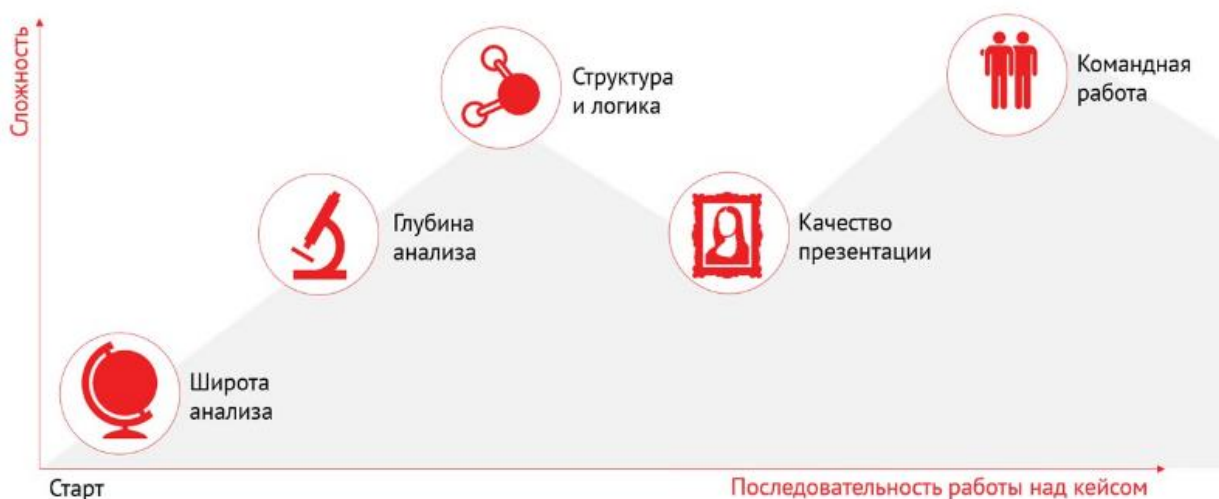 Сложность
Структура
и логика
Командная
работа
Глубина
анализа
Качество
презентации
Широта
анализа
Старт
Последовательность работы над кейсом